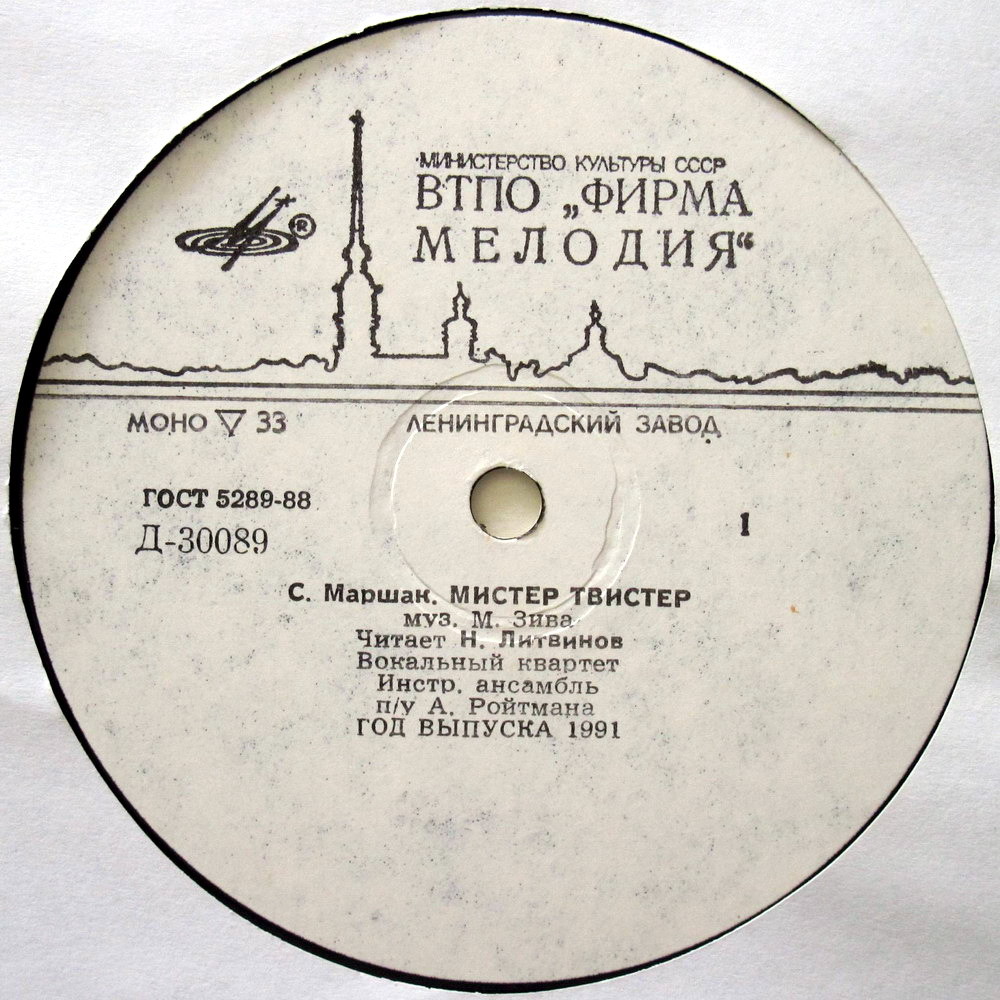 МИНИСТЕРСТВО КУЛЬТУРЫ СССР
ВТПО „ФИРМА
МЕЛОДИЯ“
®
МОНО ▽ 33
ЛЕНИНГРАДСКИЙ ЗАВОД
ГОСТ 5289-88
Д-30089
1
С. Маршак. МИСТЕР ТВИСТЕР
муз. М. Зива
Читает Н. Литвинов
Вокальный квартет
Инстр. ансамбль
п/у А. Ройтмана
ГОД ВЫПУСКА 1991